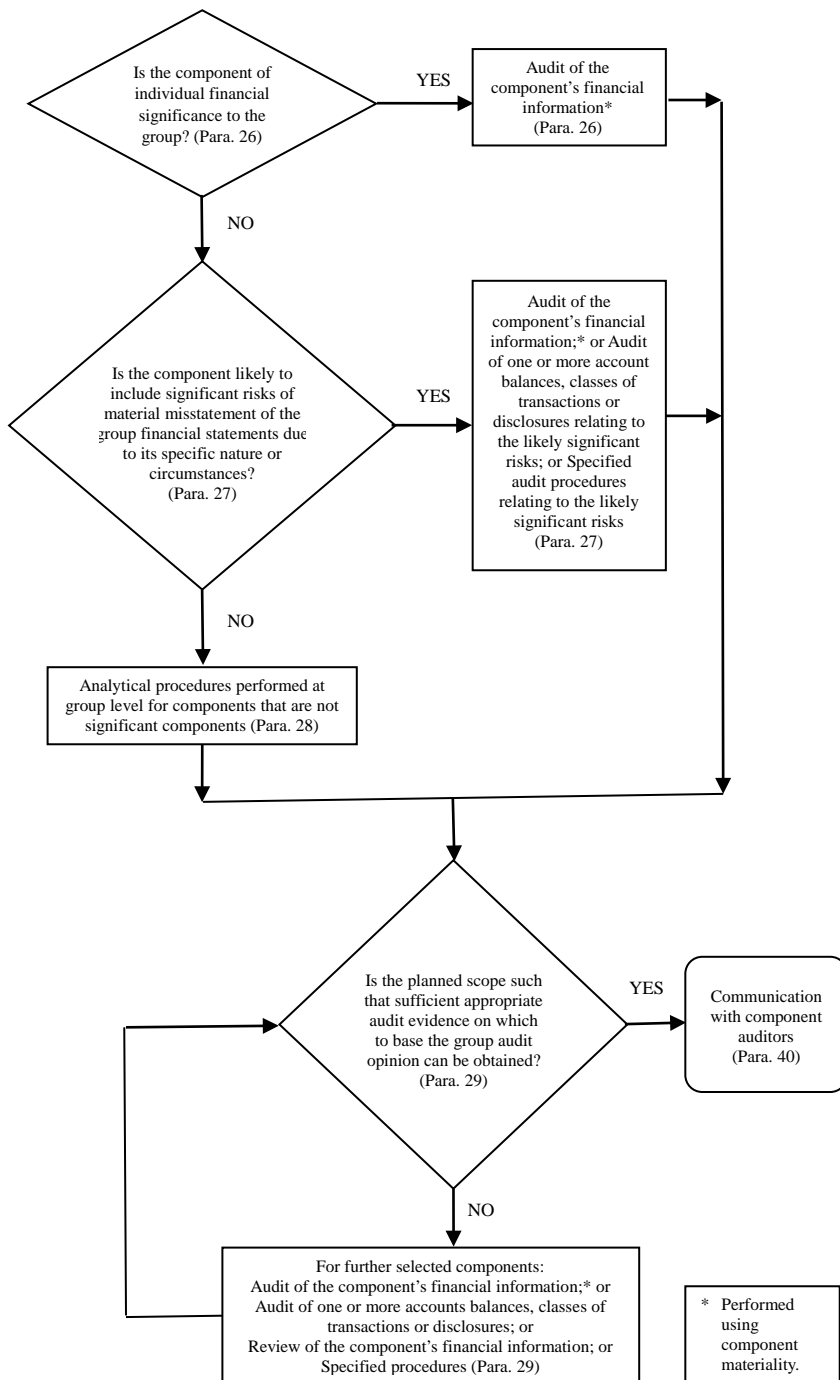 Is the component of
individual financial
significance to the
group? (Para. 26)
YES
Audit of the
component's financial
information*
(Para. 26)
NO
Is the component likely to
include significant risks of
material misstatement of the
group financial statements due
to its specific nature or
circumstances?
(Para. 27)
YES
Audit of the
component's financial
information;* or Audit
of one or more account
balances, classes of
transactions or
disclosures relating to
the likely significant
risks; or Specified
audit procedures
relating to the likely
significant risks
(Para. 27)
NO
Analytical procedures performed at
group level for components that are not
significant components (Para. 28)
Is the planned scope such
that sufficient appropriate
audit evidence on which
to base the group audit
opinion can be obtained?
(Para. 29)
YES
Communication
with component
auditors
(Para. 40)
NO
For further selected components:
Audit of the component's financial information;* or
Audit of one or more accounts balances, classes of
transactions or disclosures; or
Review of the component's financial information; or
Specified procedures (Para. 29)
* Performed
using
component
materiality.